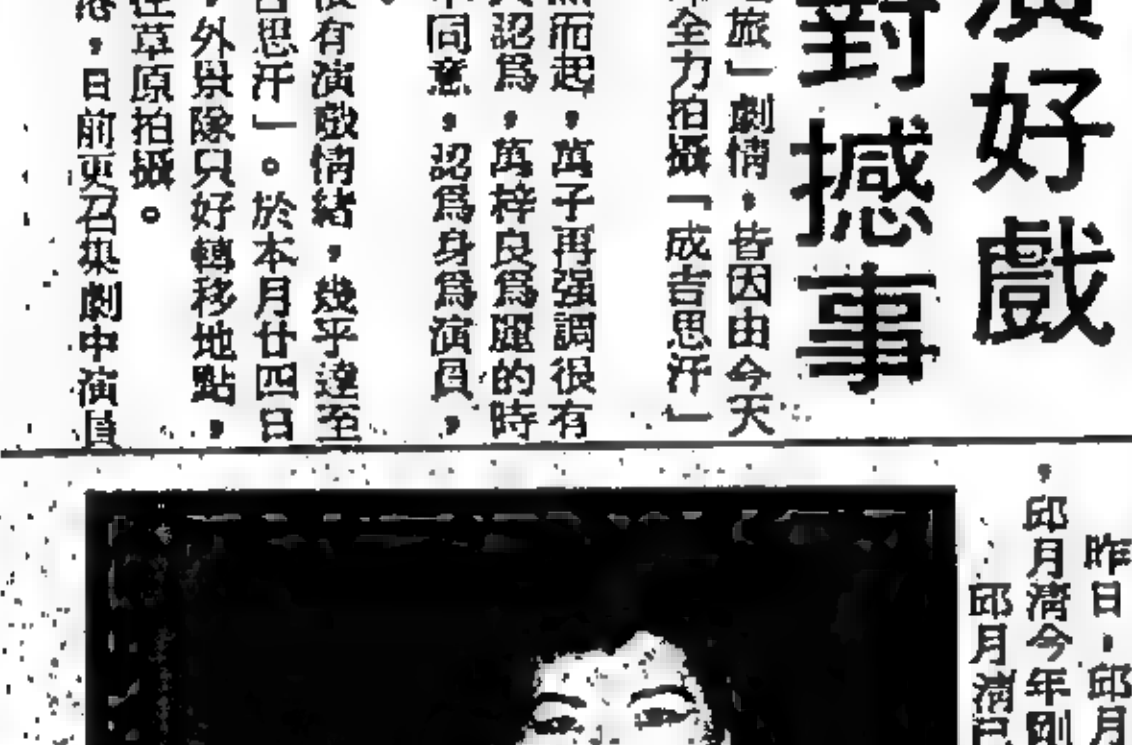 演好戲
對撼事
之旅」劇情，皆因由今天
全力拍攝「成吉思汗」
而起，萬子再强調很有
認爲，萬梓良爲麗的時
同意，認爲身爲演員，
有演戲情緒，幾乎達至
吉思汗」。於本月廿四日
，外景隊只好轉移地點，
往草原拍攝。
港，日前更召集劇中演員
昨日，邱月
，邱月清今年剛
邱月清已